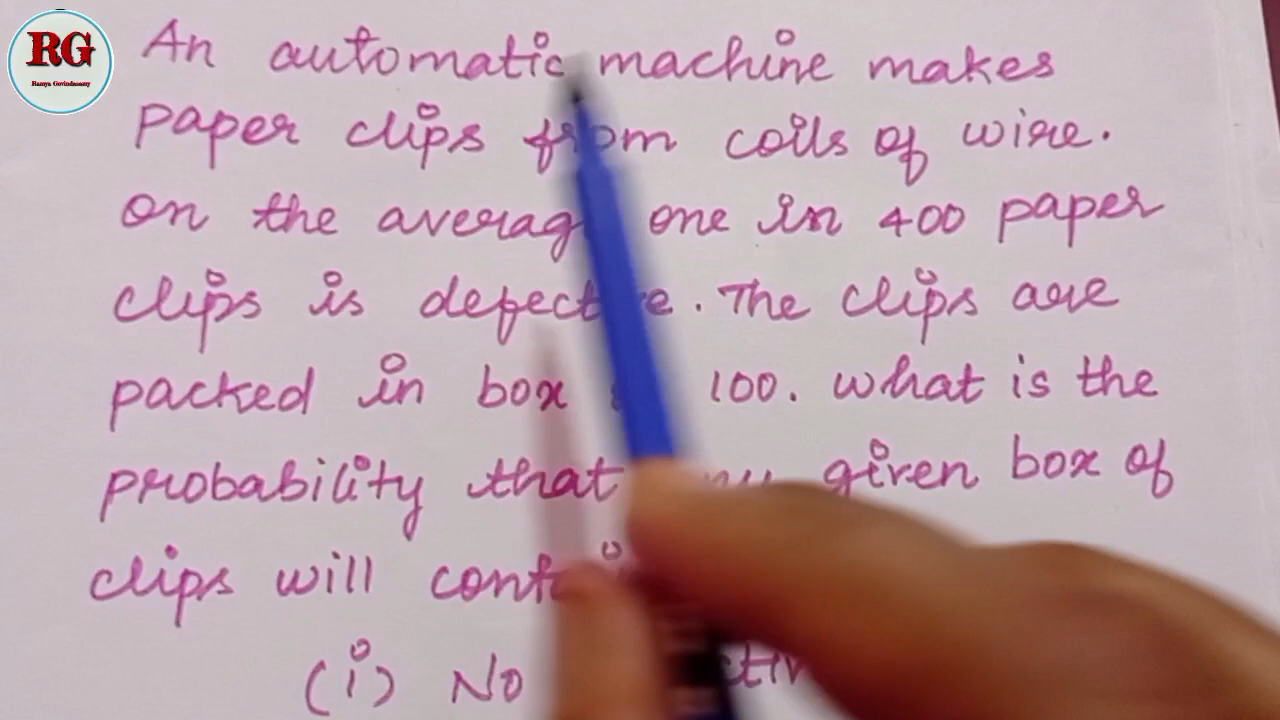 RG
Ramya Govindasamy
An automatic machine makes
paper clips from coils of wire.
on the average one in 400 paper
clips is defective. The clips are
packed in box 100. what is the
probability that given box of
clips will
(i) No